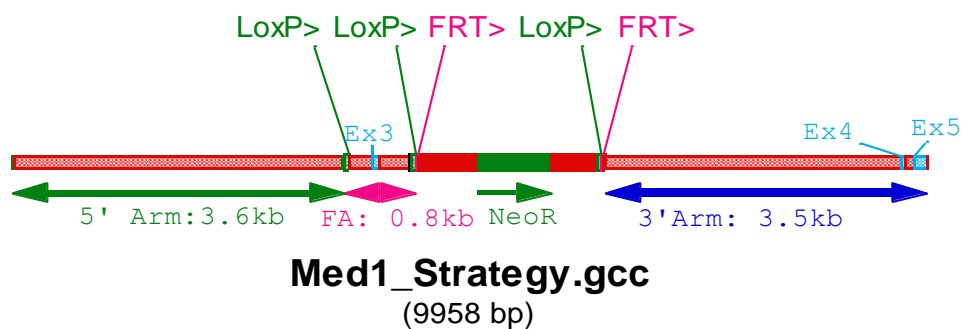 LoxP> LoxP> FRT> LoxP> FRT>
Ex3 Ex4 Ex5
5' Arm:3.6kb FA: 0.8kb NeoR 3'Arm: 3.5kb
Med1_Strategy.gcc
(9958 bp)